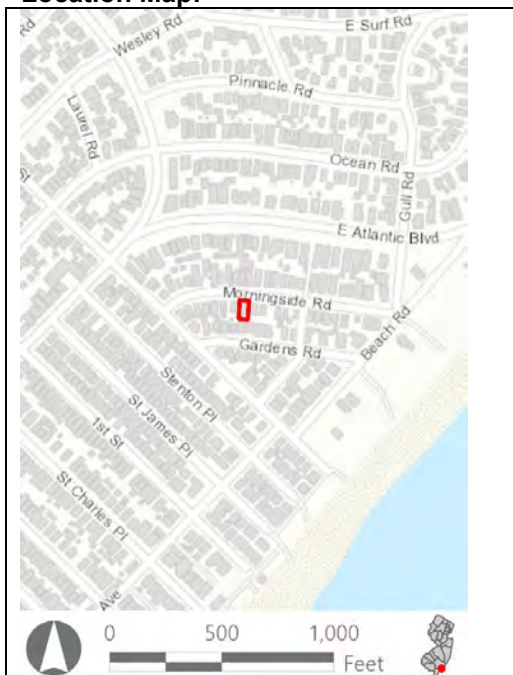 Location Map:
E Surf Rd
Wesley Rd
Rd
Pinnacle Rd
Laurel Rd
Ocean Rd
St
Gull Rd
E Atlantic Blvd
Morningside Rd
Beach Rd
Gardens Rd
Stenton Pl
St James Pl
1st St
St Charles Pl
Ave
0 500 1,000
Feet